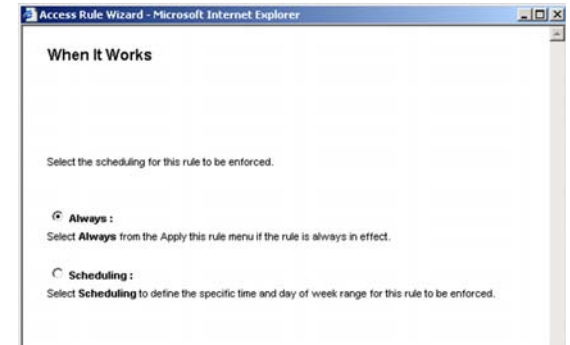 Access Rule Wizard - Microsoft Internet Explorer
When It Works
Select the scheduling for this rule to be enforced.
Always :
Select Always from the Apply this rule menu if the rule is always in effect.
Scheduling :
Select Scheduling to define the specific time and day of week range for this rule to be enforced.